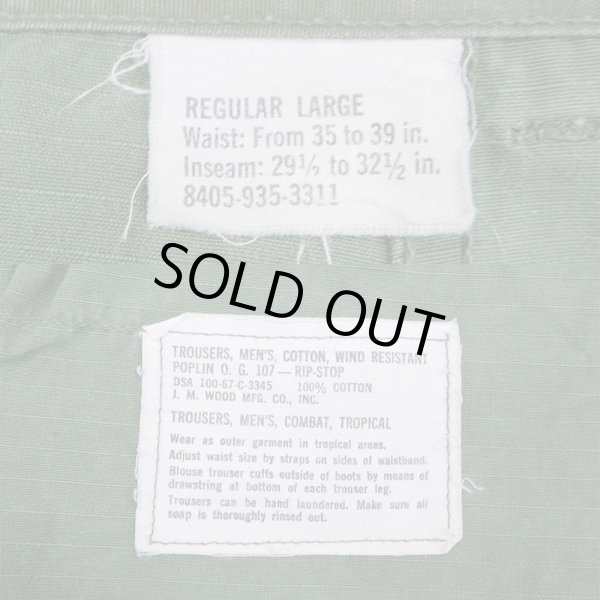 REGULAR LARGE
Waist: From 35 to 39 in.
Inseam: 29½ to 32½ in.
8405-935-3311
SOLD OUT
TROUSERS, MEN'S, COTTON, WIND RESISTANT
POPLIN O. G. 107 — RIP-STOP
DSA 100-67-C-3345 100% COTTON
J. M. WOOD MFG. CO., INC.
TROUSERS, MEN'S, COMBAT, TROPICAL
Wear as outer garment in tropical areas.
Adjust waist size by straps on sides of waistband.
Blouse trouser cuffs outside of boots by means of
drawstring at bottom of each trouser leg.
Trousers can be hand laundered. Make sure all
soap is thoroughly rinsed out.